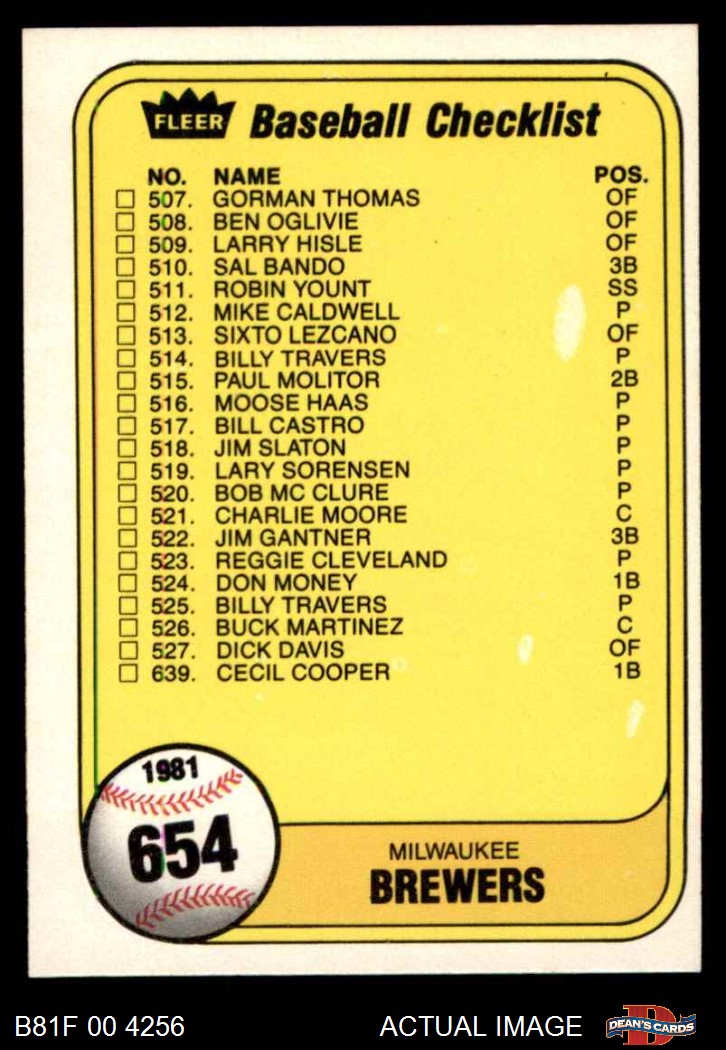 FLEER Baseball Checklist
NO. NAME POS.
507. GORMAN THOMAS OF
508. BEN OGLIVIE OF
509. LARRY HISLE OF
510. SAL BANDO 3B
511. ROBIN YOUNT SS
512. MIKE CALDWELL P
513. SIXTO LEZCANO OF
514. BILLY TRAVERS P
515. PAUL MOLITOR 2B
516. MOOSE HAAS P
517. BILL CASTRO P
518. JIM SLATON P
519. LARY SORENSEN P
520. BOB MC CLURE P
521. CHARLIE MOORE C
522. JIM GANTNER 3B
523. REGGIE CLEVELAND P
524. DON MONEY 1B
525. BILLY TRAVERS P
526. BUCK MARTINEZ C
527. DICK DAVIS OF
639. CECIL COOPER 1B
1981
654
MILWAUKEE
BREWERS
B81F 00 4256 ACTUAL IMAGE D DEAN'S CARDS